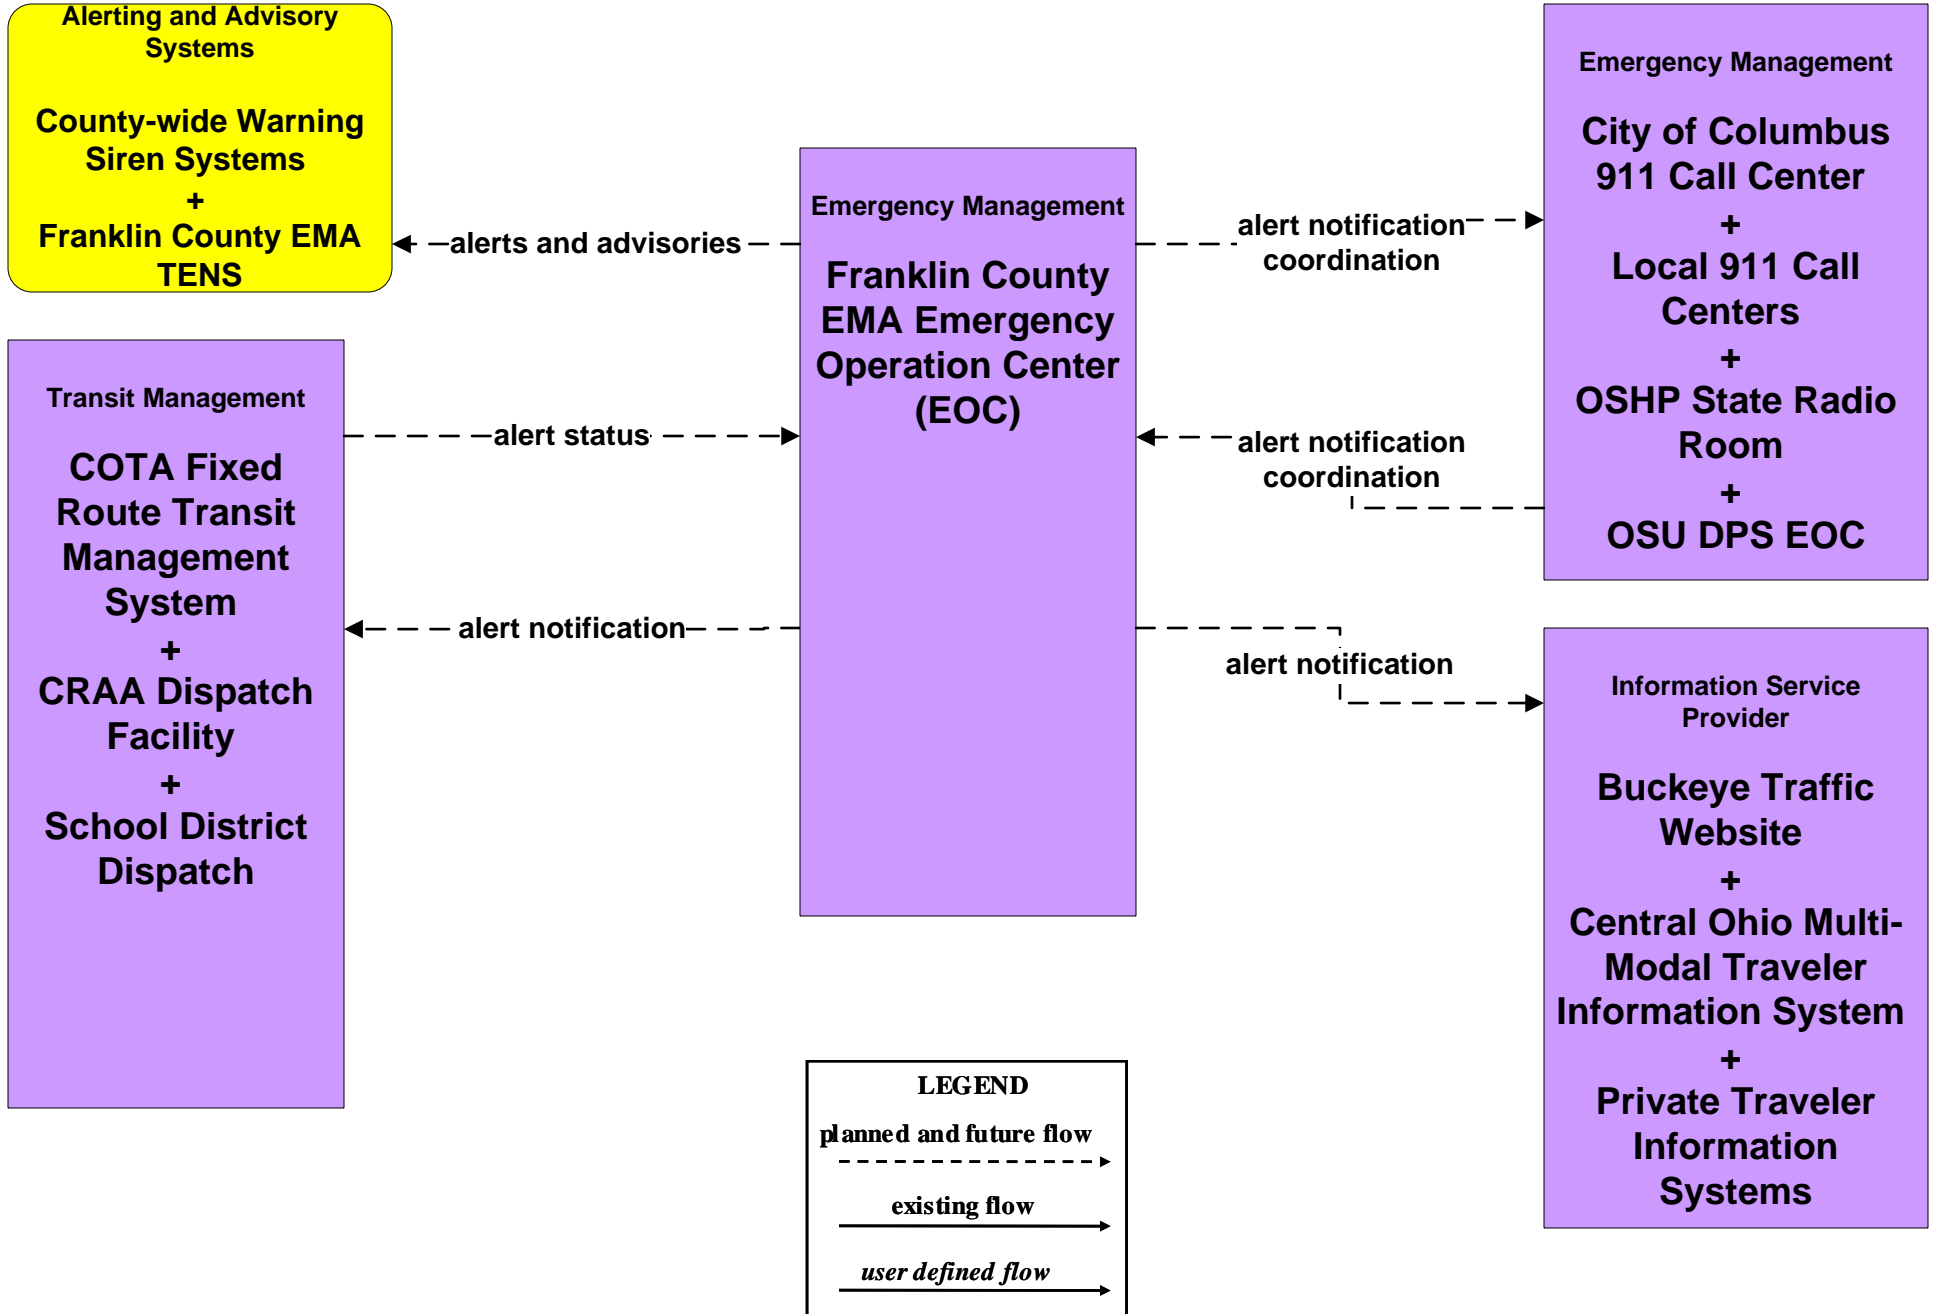 Alerting and Advisory
Systems
County-wide Warning
Siren Systems
+
Franklin County EMA
TENS
Transit Management
COTA Fixed
Route Transit
Management
System
+
CRAA Dispatch
Facility
+
School District
Dispatch
alerts and advisories
alert status
alert notification
Emergency Management
Franklin County
EMA Emergency
Operation Center
(EOC)
alert notification
coordination
alert notification
coordination
alert notification
Emergency Management
City of Columbus
911 Call Center
+
Local 911 Call
Centers
+
OSHP State Radio
Room
+
OSU DPS EOC
Information Service
Provider
Buckeye Traffic
Website
+
Central Ohio Multi-
Modal Traveler
Information System
+
Private Traveler
Information
Systems
LEGEND
planned and future flow
existing flow
user defined flow